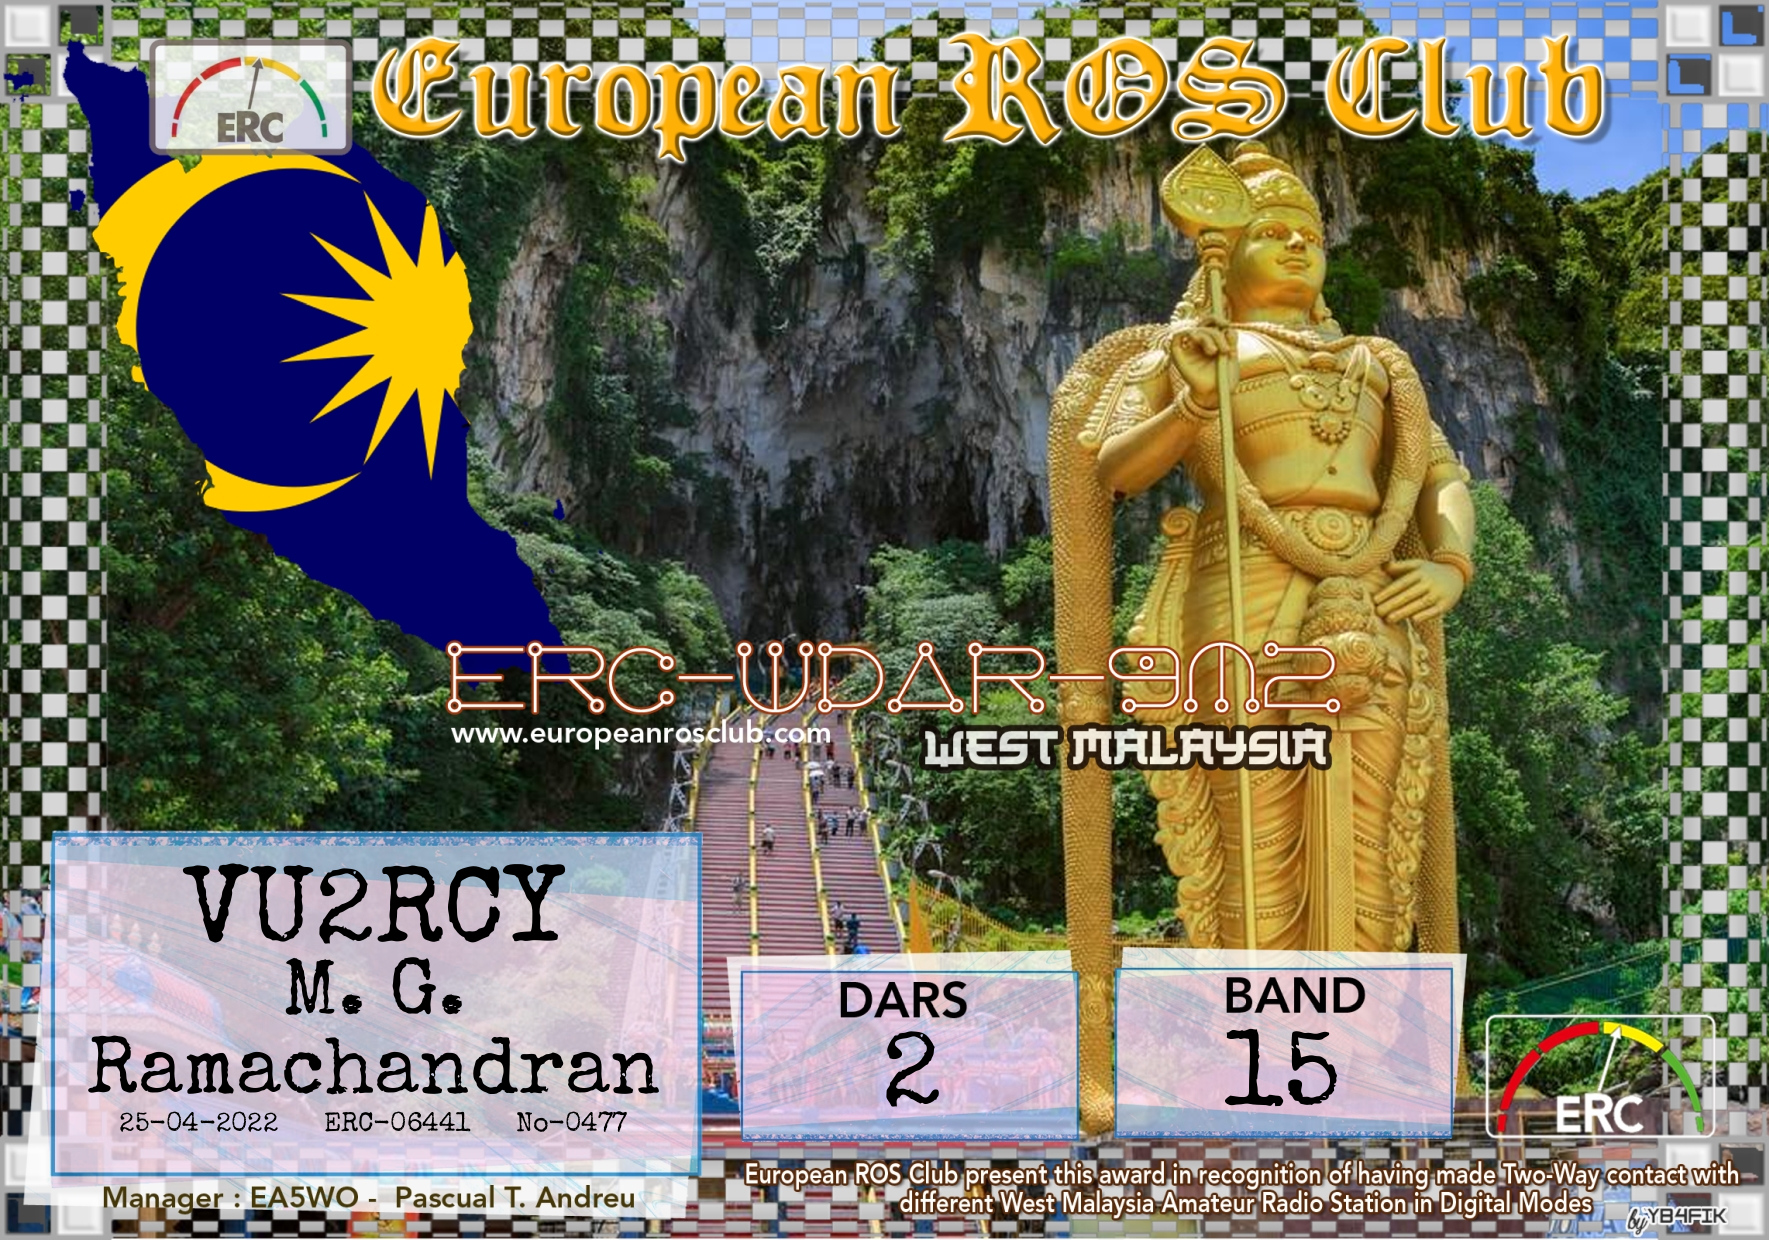 ERC
European ROS Club
ERC-WDAR-9M2
www.europeanrosclub.com
WEST MALAYSIA
VU2RCY
M. G.
Ramachandran
25-04-2022 ERC-06441 No-0477
Manager : EA5WO - Pascual T. Andreu
DARS
2
BAND
15
ERC
European ROS Club present this award in recognition of having made Two-Way contact with
different West Malaysia Amateur Radio Station in Digital Modes
by YB4FIK